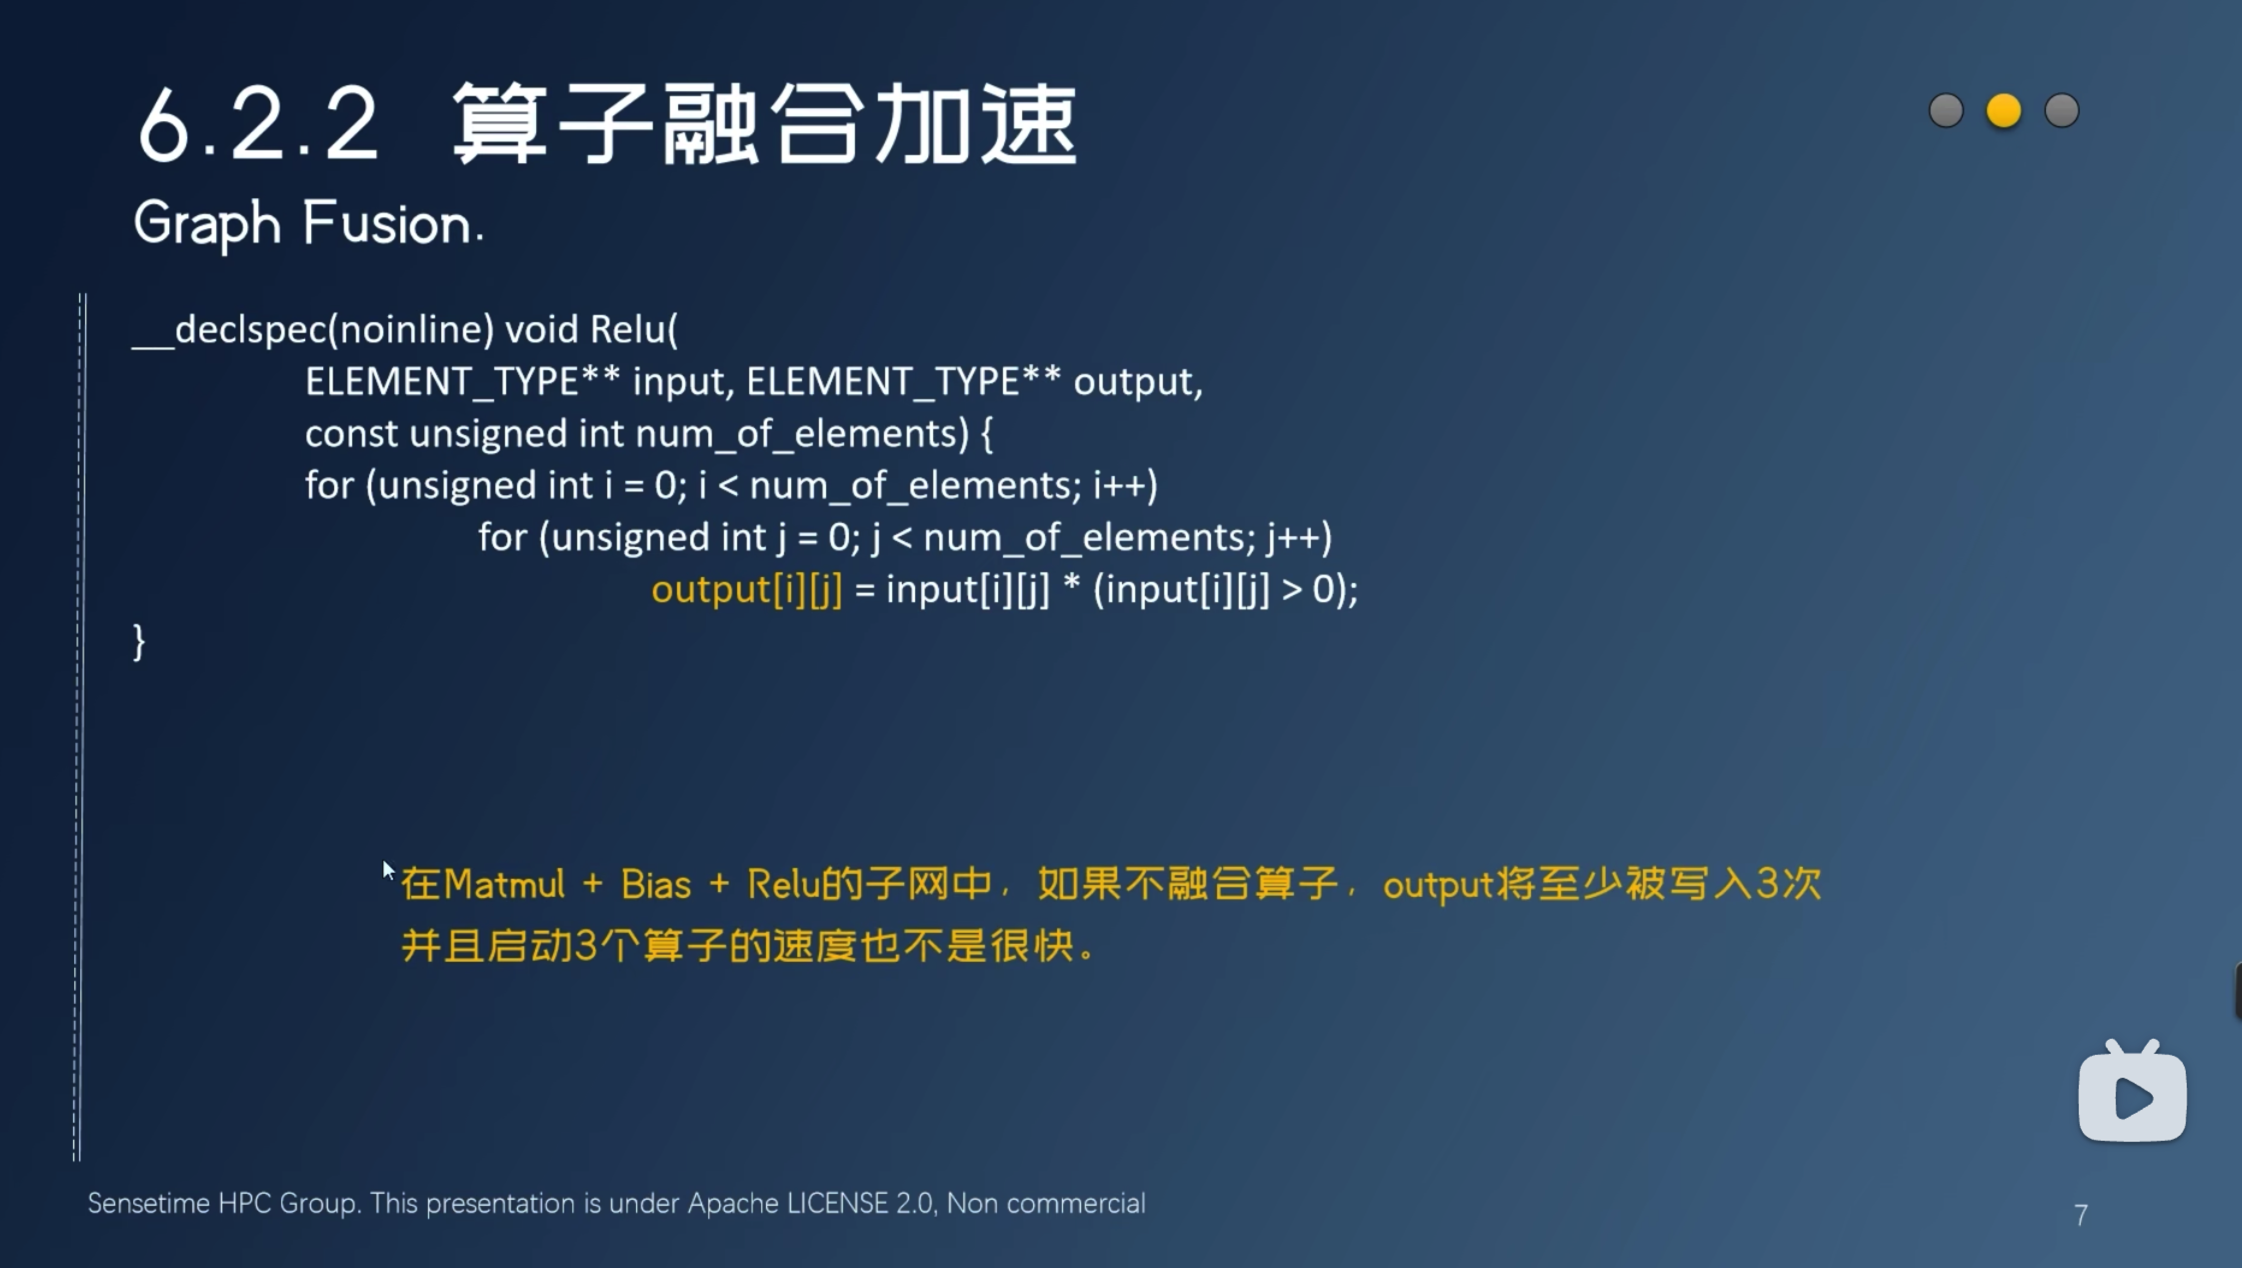 6.2.2 算子融合加速
Graph Fusion.
__declspec(noinline) void Relu(
ELEMENT_TYPE** input, ELEMENT_TYPE** output,
const unsigned int num_of_elements) {
for (unsigned int i = 0; i < num_of_elements; i++)
for (unsigned int j = 0; j < num_of_elements; j++)
output[i][j] = input[i][j] * (input[i][j] > 0);
}
在Matmul + Bias + Relu的子网中，如果不融合算子，output将至少被写入3次
并且启动3个算子的速度也不是很快。
Sensetime HPC Group. This presentation is under Apache LICENSE 2.0, Non commercial
7